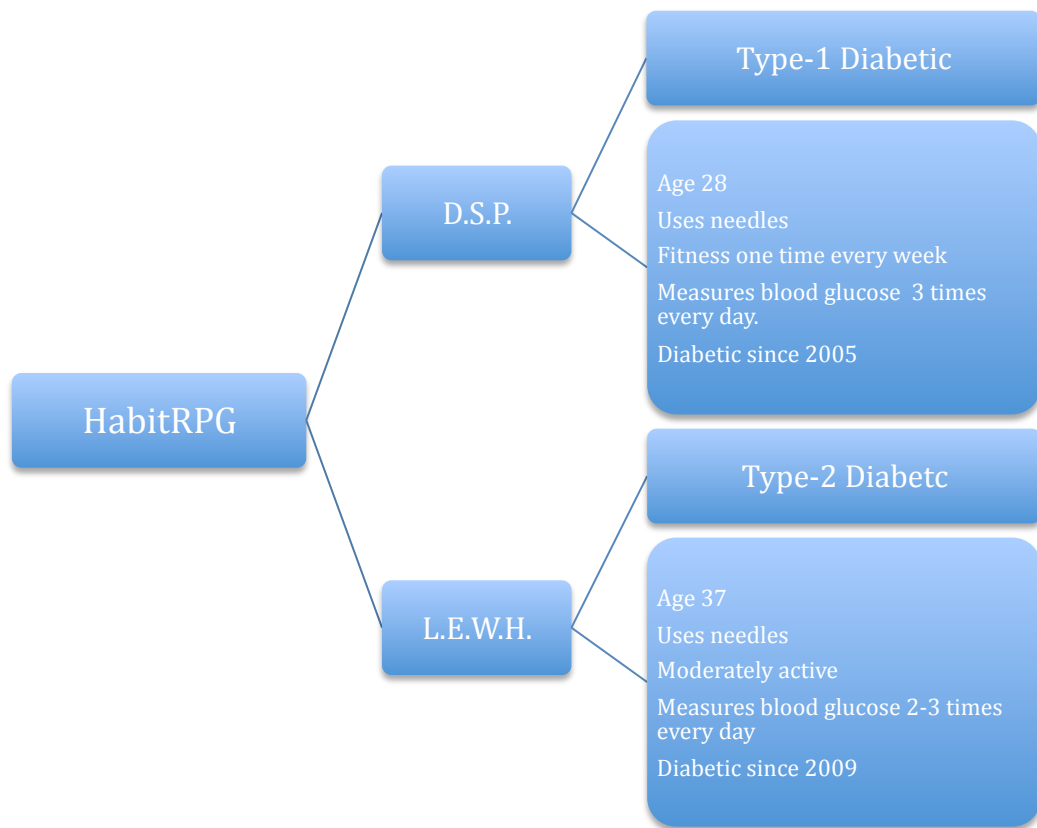 HabitRPG
D.S.P.
Type-1 Diabetic
Age 28
Uses needles
Fitness one time every week
Measures blood glucose  3 times
every day.
Diabetic since 2005
L.E.W.H.
Type-2 Diabetc
Age 37
Uses needles
Moderately active
Measures blood glucose 2-3 times
every day
Diabetic since 2009